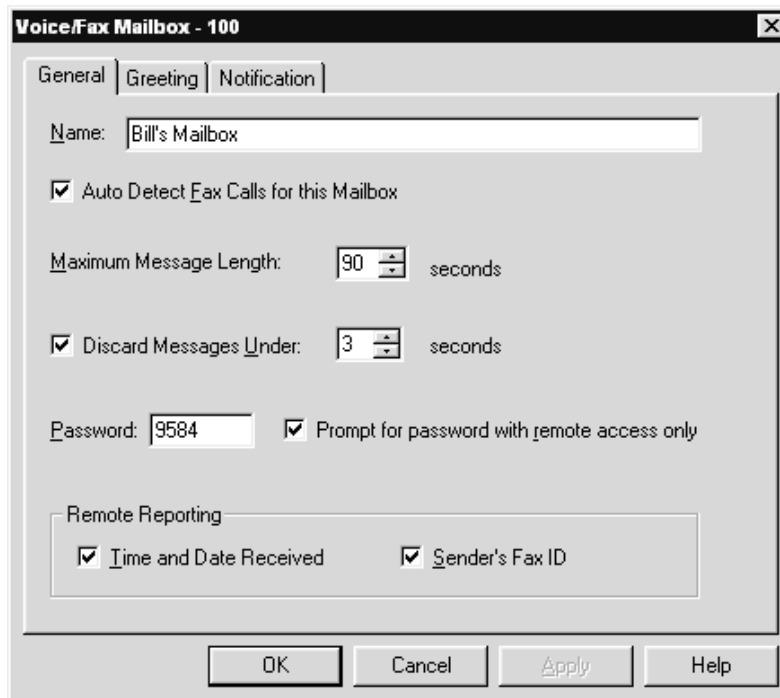 Voice/Fax Mailbox - 100
General Greeting Notification
Name: Bill's Mailbox
Auto Detect Fax Calls for this Mailbox
Maximum Message Length: 90 seconds
Discard Messages Under: 3 seconds
Password: 9584 Prompt for password with remote access only
Remote Reporting
Time and Date Received Sender's Fax ID
OK Cancel Apply Help